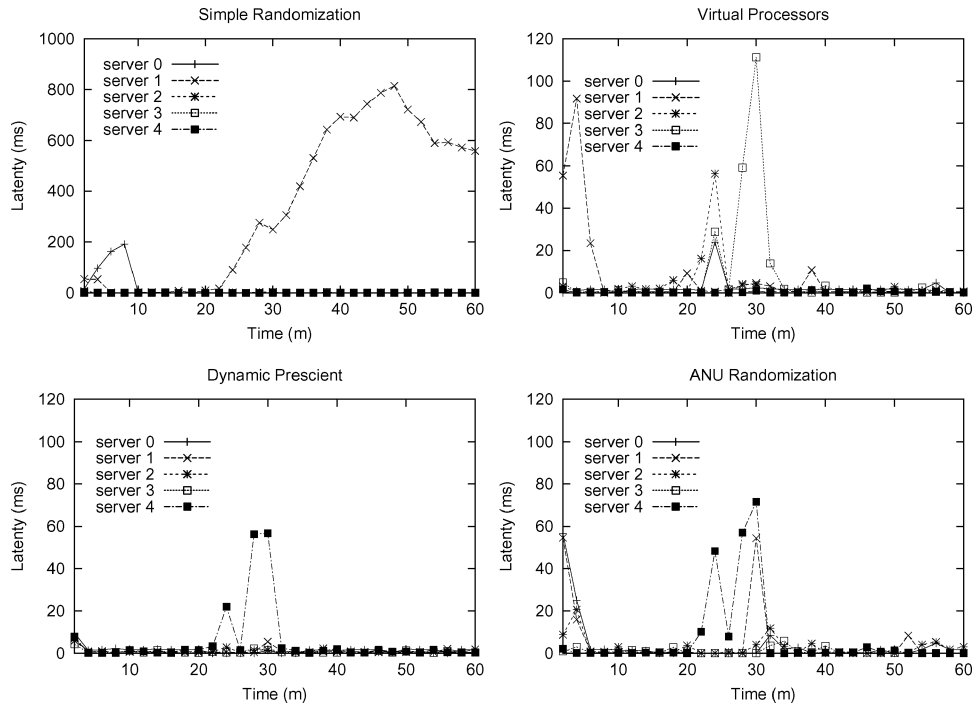 Simple Randomization
1000
800
600
400
200
0
server 0
server 1
server 2
server 3
server 4
Latenty (ms)
10
20
30
40
50
60
Time (m)
Virtual Processors
120
100
80
60
40
20
0
server 0
server 1
server 2
server 3
server 4
Latenty (ms)
10
20
30
40
50
60
Time (m)
Dynamic Prescient
120
100
80
60
40
20
0
server 0
server 1
server 2
server 3
server 4
Latenty (ms)
10
20
30
40
50
60
Time (m)
ANU Randomization
120
100
80
60
40
20
0
server 0
server 1
server 2
server 3
server 4
Latenty (ms)
10
20
30
40
50
60
Time (m)